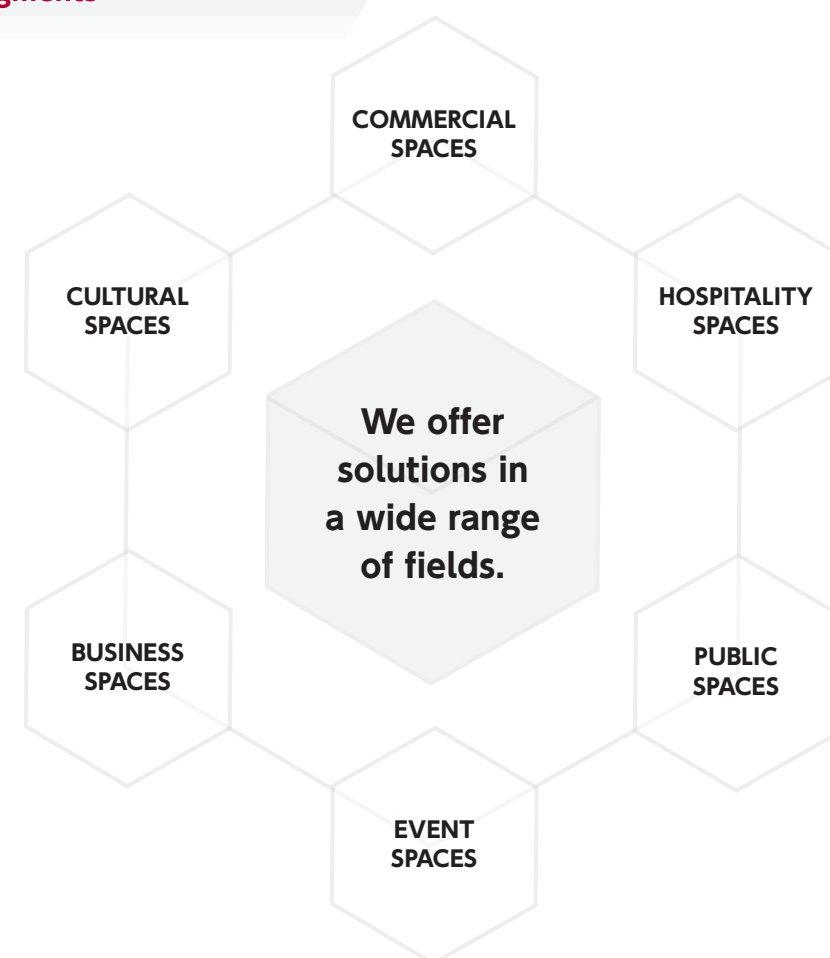 COMMERCIAL
SPACES
CULTURAL
SPACES
HOSPITALITY
SPACES
We offer
solutions in
a wide range
of fields.
BUSINESS
SPACES
PUBLIC
SPACES
EVENT
SPACES